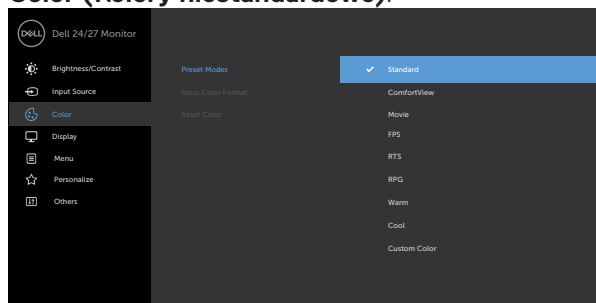 Color (Kolory niestandardowe).
DELL Dell 24/27 Monitor
Brightness/Contrast Preset Modes Standard
Input Source Input Color Format ComfortView
Color Reset Color Movie
Display FPS
Menu RTS
Personalize RPG
Others Warm
Cool
Custom Color